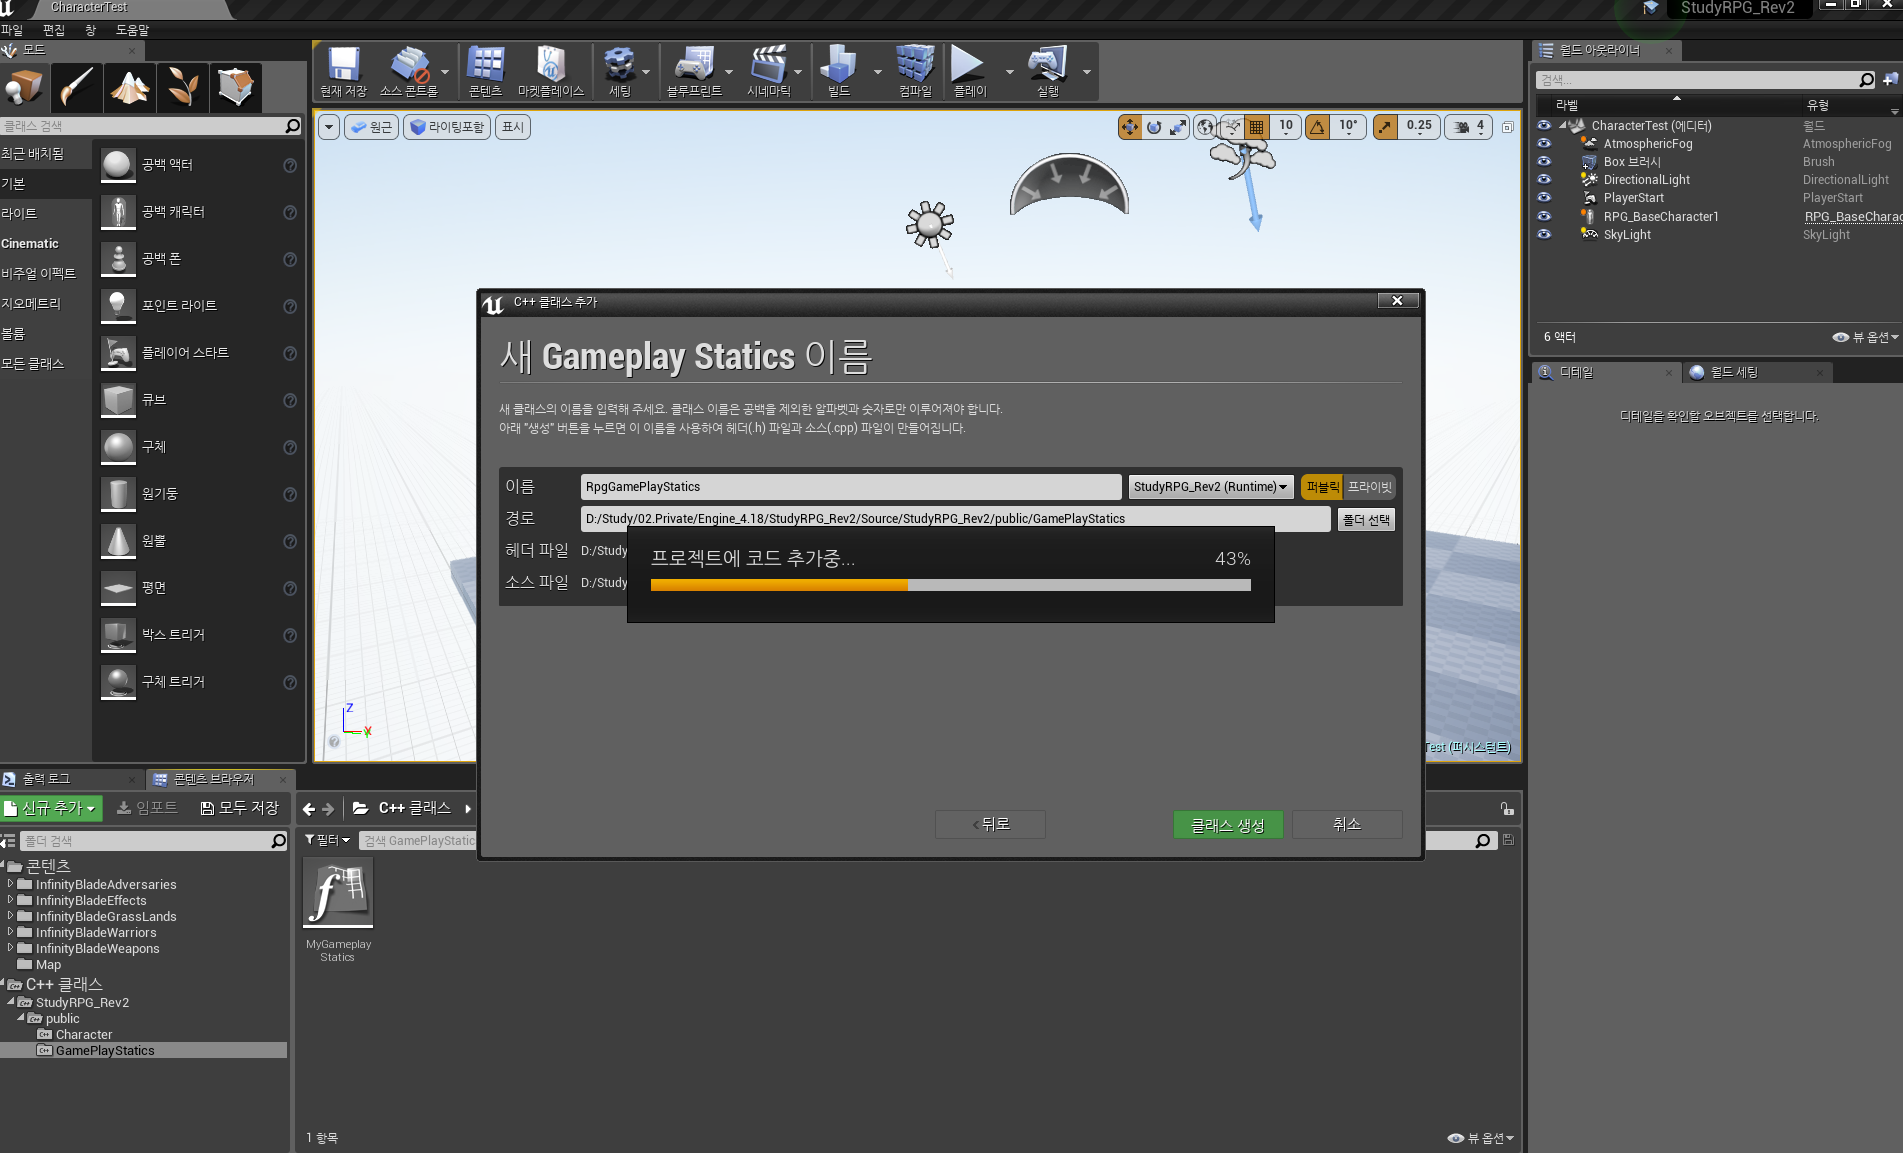 CharacterTest
StudyRPG_Rev2
파일 편집 창 도움말
모드
현재 저장
소스 콘트롤
콘텐츠
마켓플레이스
세팅
블루프린트
시네마틱
빌드
컴파일
플레이
실행
클래스 검색
최근 배치됨
기본
라이트
Cinematic
비주얼 이펙트
지오메트리
볼륨
모든 클래스
공백 액터
공백 캐릭터
공백 폰
포인트 라이트
플레이어 스타트
큐브
구체
원기둥
원뿔
평면
박스 트리거
구체 트리거
원근
라이팅포함
표시
10
10°
0.25
4
Z
X
Test (퍼시스턴트)
C++ 클래스 추가
새 Gameplay Statics 이름
새 클래스의 이름을 입력해 주세요. 클래스 이름은 공백을 제외한 알파벳과 숫자로만 이루어져야 합니다.
아래 "생성" 버튼을 누르면 이 이름을 사용하여 헤더(.h) 파일과 소스(.cpp) 파일이 만들어집니다.
이름 RpgGamePlayStatics StudyRPG_Rev2 (Runtime) 퍼블릭 프라이빗
경로 D:/Study/02.Private/Engine_4.18/StudyRPG_Rev2/Source/StudyRPG_Rev2/public/GamePlayStatics 폴더 선택
헤더 파일 D:/Study
소스 파일 D:/Study
프로젝트에 코드 추가중... 43%
<뒤로
클래스 생성
취소
월드 아웃라이너
검색...
라벨 유형
CharacterTest (에디터) 월드
AtmosphericFog AtmosphericFog
Box 브러시 Brush
DirectionalLight DirectionalLight
PlayerStart PlayerStart
RPG_BaseCharacter1 RPG_BaseCharac
SkyLight SkyLight
6 액터
뷰 옵션
디테일
월드 세팅
디테일을 확인할 오브젝트를 선택합니다.
출력 로그
콘텐츠 브라우저
신규 추가
임포트
모두 저장
C++ 클래스
폴더 검색
필터
검색 GamePlayStatic
콘텐츠
InfinityBladeAdversaries
InfinityBladeEffects
InfinityBladeGrassLands
InfinityBladeWarriors
InfinityBladeWeapons
Map
C++ 클래스
StudyRPG_Rev2
public
Character
GamePlayStatics
MyGameplay
Statics
1 항목
뷰 옵션